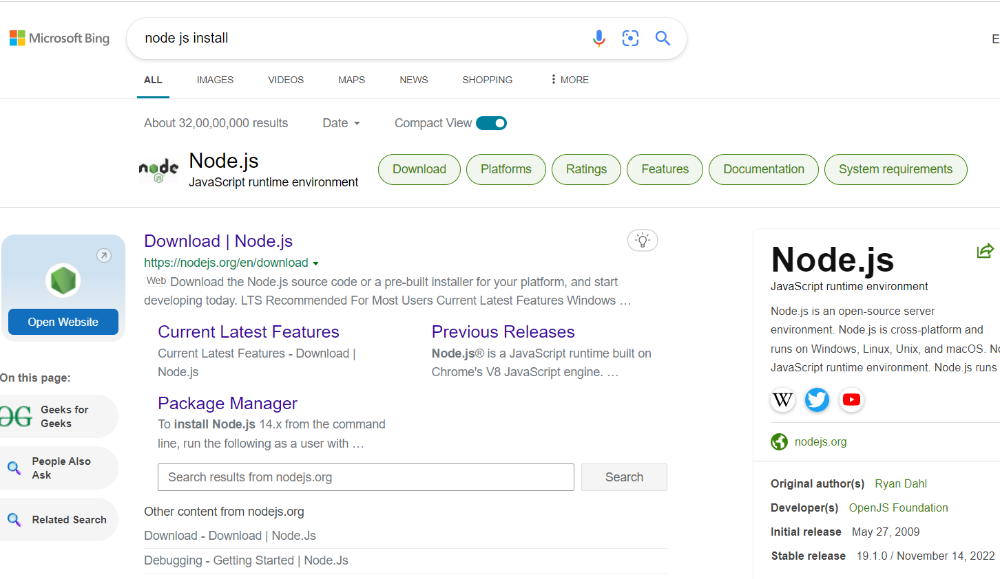 Microsoft Bing
node js install
E
ALL IMAGES VIDEOS MAPS NEWS SHOPPING MORE
About 32,00,00,000 results Date Compact View
node
JS
Node.js
JavaScript runtime environment
Download Platforms Ratings Features Documentation System requirements
Open Website
On this page:
Geeks for
Geeks
People Also
Ask
Related Search
Download | Node.js
https://nodejs.org/en/download
Web Download the Node.js source code or a pre-built installer for your platform, and start
developing today. LTS Recommended For Most Users Current Latest Features Windows …
Current Latest Features
Current Latest Features - Download |
Node.js
Previous Releases
Node.js® is a JavaScript runtime built on
Chrome's V8 JavaScript engine. …
Package Manager
To install Node.js 14.x from the command
line, run the following as a user with …
Search results from nodejs.org Search
Other content from nodejs.org
Download - Download | Node.Js
Debugging - Getting Started | Node.Js
Node.js
JavaScript runtime environment
Node.js is an open-source server
environment. Node.js is cross-platform and
runs on Windows, Linux, Unix, and macOS. No
JavaScript runtime environment. Node.js runs
W
nodejs.org
Original author(s) Ryan Dahl
Developer(s) OpenJS Foundation
Initial release May 27, 2009
Stable release 19.1.0 / November 14, 2022